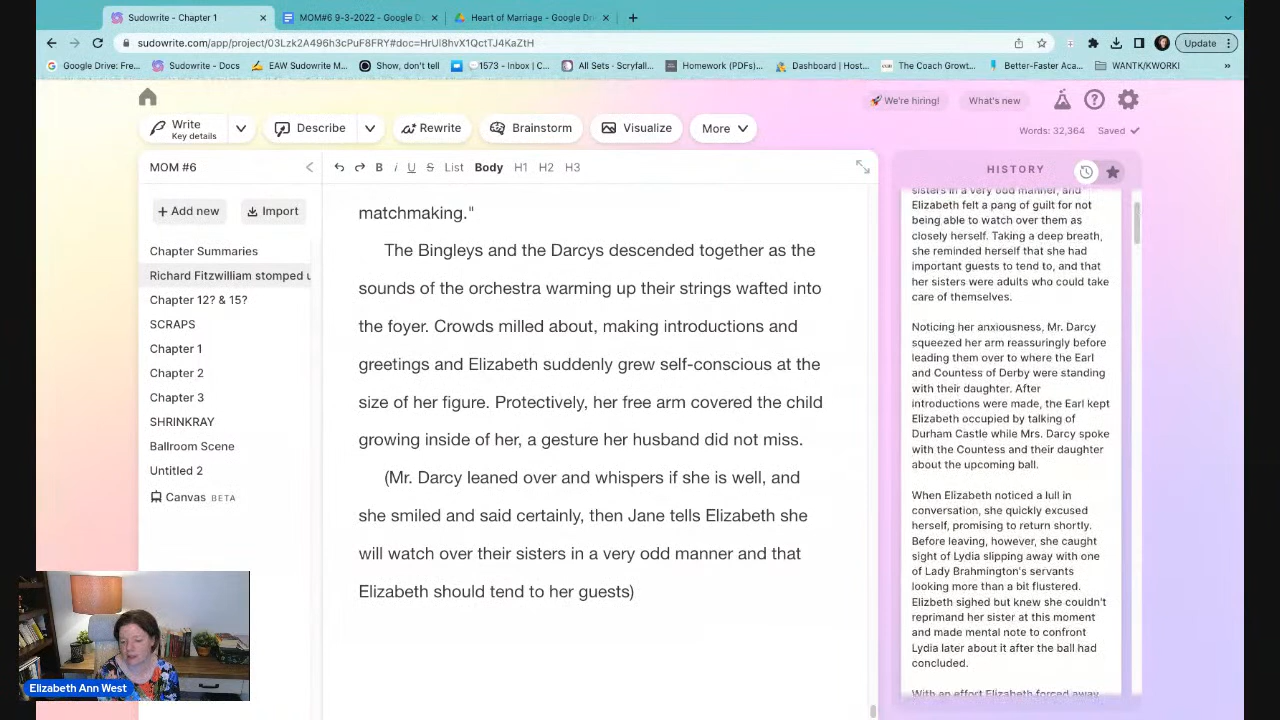 Sudowrite - Chapter 1
MOM#6 9-3-2022 - Google D
Heart of Marriage - Google Dri
sudowrite.com/app/project/03Lzk2A496h3cPuF8FRY#doc=HrUl8hvX1QctTJ4KaZtH
Update
Google Drive: Fre...
Sudowrite - Docs
EAW Sudowrite M...
Show, don't tell
1573 - Inbox | C...
All Sets - Scryfall...
Homework (PDFs)...
Dashboard | Host...
The Coach Growt...
Better-Faster Aca...
WANTK/KWORKI
»
We're hiring!
What's new
Write
Key details
Describe
Rewrite
Brainstorm
Visualize
More
Words: 32,364
Saved
MOM #6
B i U S List Body H1 H2 H3
HISTORY
+ Add new
Import
Chapter Summaries
Richard Fitzwilliam stomped u
Chapter 12? & 15?
SCRAPS
Chapter 1
Chapter 2
Chapter 3
SHRINKRAY
Ballroom Scene
Untitled 2
Canvas BETA
matchmaking."
The Bingleys and the Darcys descended together as the
sounds of the orchestra warming up their strings wafted into
the foyer. Crowds milled about, making introductions and
greetings and Elizabeth suddenly grew self-conscious at the
size of her figure. Protectively, her free arm covered the child
growing inside of her, a gesture her husband did not miss.
(Mr. Darcy leaned over and whispers if she is well, and
she smiled and said certainly, then Jane tells Elizabeth she
will watch over their sisters in a very odd manner and that
Elizabeth should tend to her guests)
sisters in a very odd manner, and
Elizabeth felt a pang of guilt for not
being able to watch over them as
closely herself. Taking a deep breath,
she reminded herself that she had
important guests to tend to, and that
her sisters were adults who could take
care of themselves.
Noticing her anxiousness, Mr. Darcy
squeezed her arm reassuringly before
leading them over to where the Earl
and Countess of Derby were standing
with their daughter. After
introductions were made, the Earl kept
Elizabeth occupied by talking of
Durham Castle while Mrs. Darcy spoke
with the Countess and their daughter
about the upcoming ball.
When Elizabeth noticed a lull in
conversation, she quickly excused
herself, promising to return shortly.
Before leaving, however, she caught
sight of Lydia slipping away with one
of Lady Brahmington's servants
looking more than a bit flustered.
Elizbeth sighed but knew she couldn't
reprimand her sister at this moment
and made mental note to confront
Lydia later about it after the ball had
concluded.
With an effort Elizabeth forced away
Elizabeth Ann West